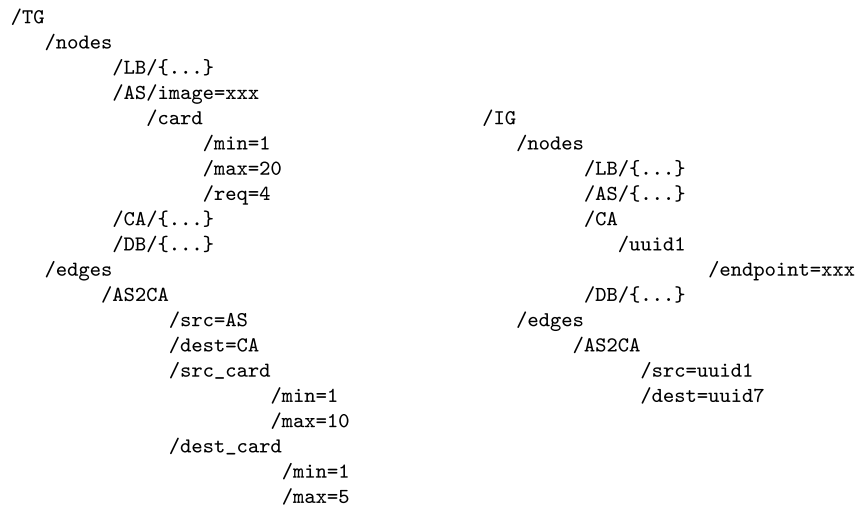 /TG
/nodes
/LB/{...}
/AS/image=xxx
/card
/min=1
/max=20
/req=4
/CA/{...}
/DB/{...}
/edges
/AS2CA
/src=AS
/dest=CA
/src_card
/min=1
/max=10
/dest_card
/min=1
/max=5
/IG
/nodes
/LB/{...}
/AS/{...}
/CA
/uuid1
/endpoint=xxx
/DB/{...}
/edges
/AS2CA
/src=uuid1
/dest=uuid7